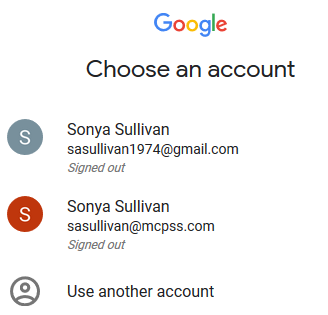 Google
Choose an account
S
Sonya Sullivan
sasullivan1974@gmail.com
Signed out
S
Sonya Sullivan
sasullivan@mcpss.com
Signed out
Use another account